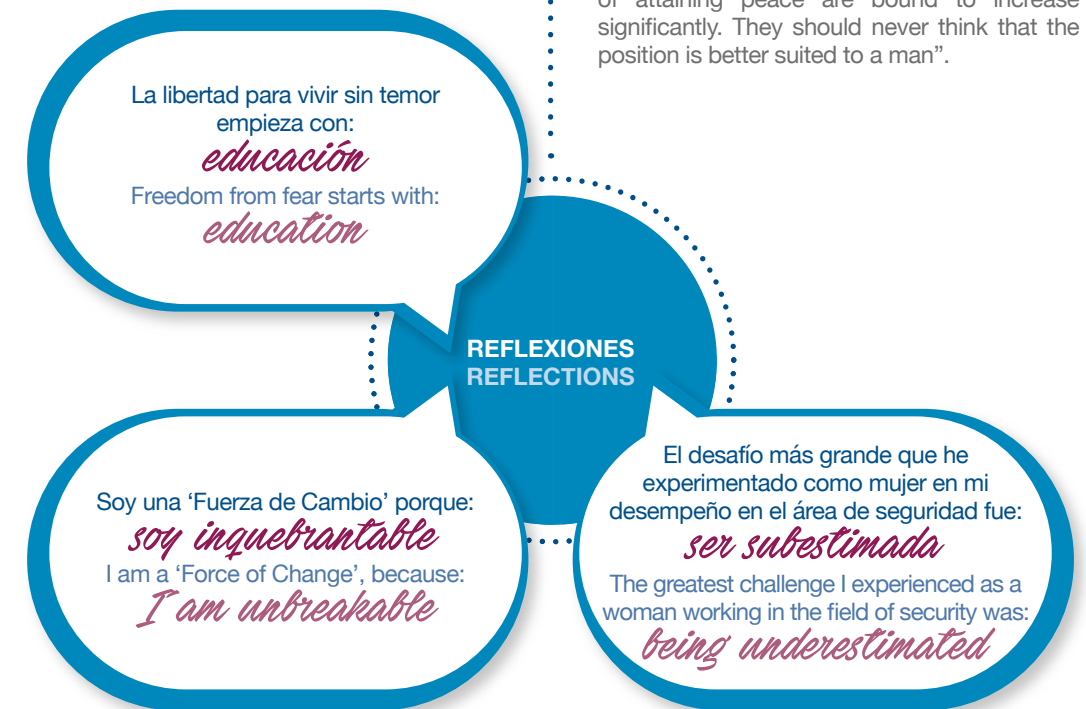 of attaining peace are bound to increase
significantly. They should never think that the
position is better suited to a man”.
La libertad para vivir sin temor
empieza con:
educación
Freedom from fear starts with:
education
REFLEXIONES
REFLECTIONS
Soy una ‘Fuerza de Cambio’ porque:
soy inquebrantable
I am a ‘Force of Change’, because:
I am unbreakable
El desafío más grande que he
experimentado como mujer en mi
desempeño en el área de seguridad fue:
ser subestimada
The greatest challenge I experienced as a
woman working in the field of security was:
being underestimated